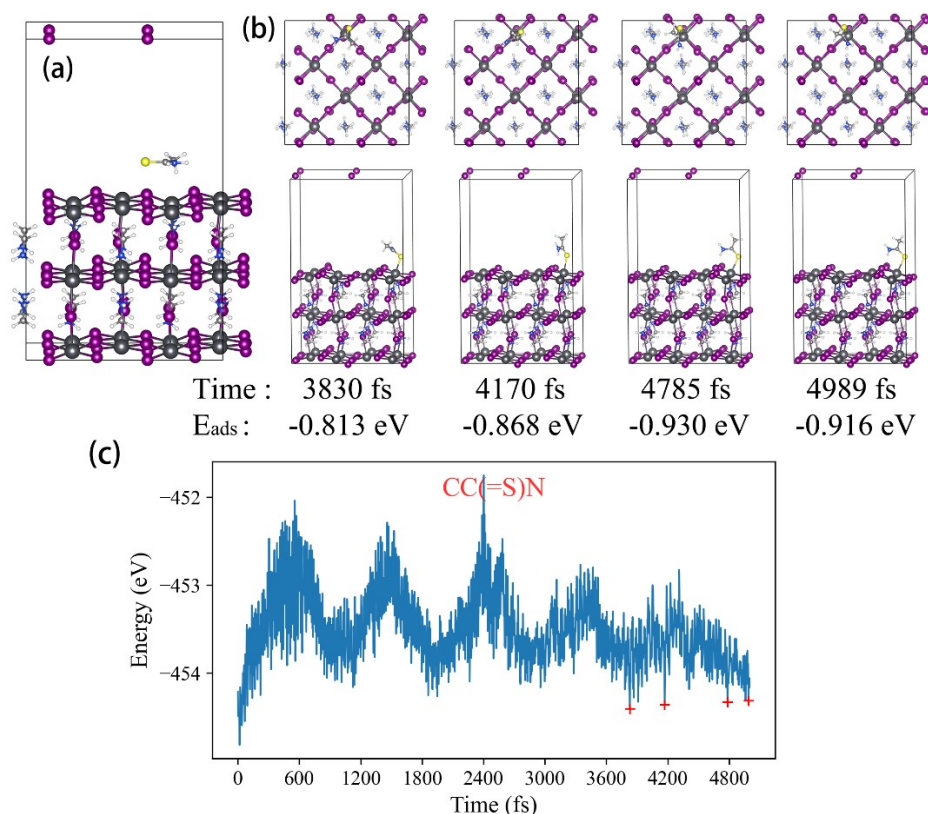 (a)
(b)
Time : 3830 fs 4170 fs 4785 fs 4989 fs
Eads : -0.813 eV -0.868 eV -0.930 eV -0.916 eV
(c)
CC(=S)N
Energy (eV)
−452
−453
−454
0 600 1200 1800 2400 3000 3600 4200 4800
Time (fs)